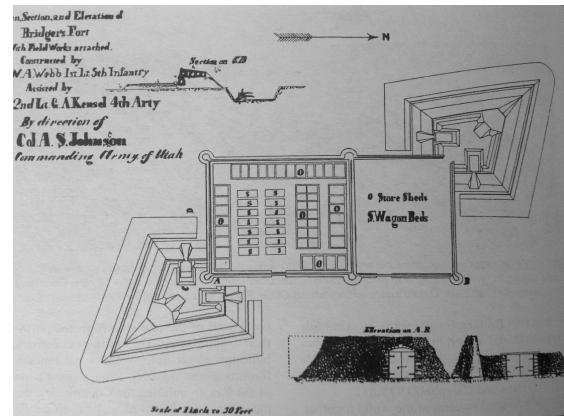 n, Section, and Elevation of
Bridger's Fort
ith Field Works attached.
Constructed by
W.A Webb 1st Lt 5th Infantry
Assisted by
2nd Lt G.A Kensel 4th Arty
By direction of
Col A. S. Johnson
Commanding Army of Utah
Section on C.D
N
O
O
S S
S S
S S
S S
S S
S S
S S
O
O
O
O Store Sheds
S. Wagon Beds
A
B
Elevation on A.B
Scale of 1 inch to 30 Feet